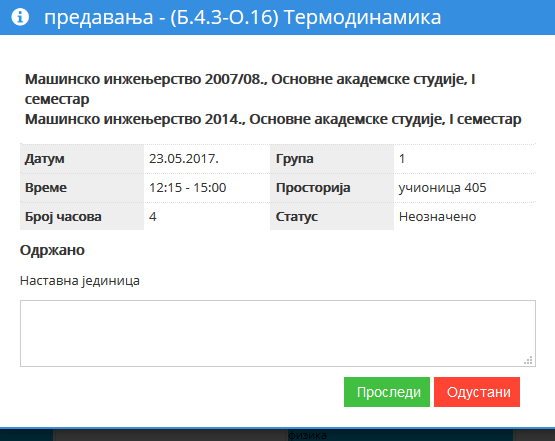 предавања - (Б.4.3-О.16) Термодинамика
Машинско инжењерство 2007/08., Основне академске студије, I
семестар
Машинско инжењерство 2014., Основне академске студије, I семестар
Датум 23.05.2017. Група 1
Време 12:15 - 15:00 Просторија учионица 405
Број часова 4 Статус Неозначено
Одржано
Наставна јединица
Проследи Одустани
физика